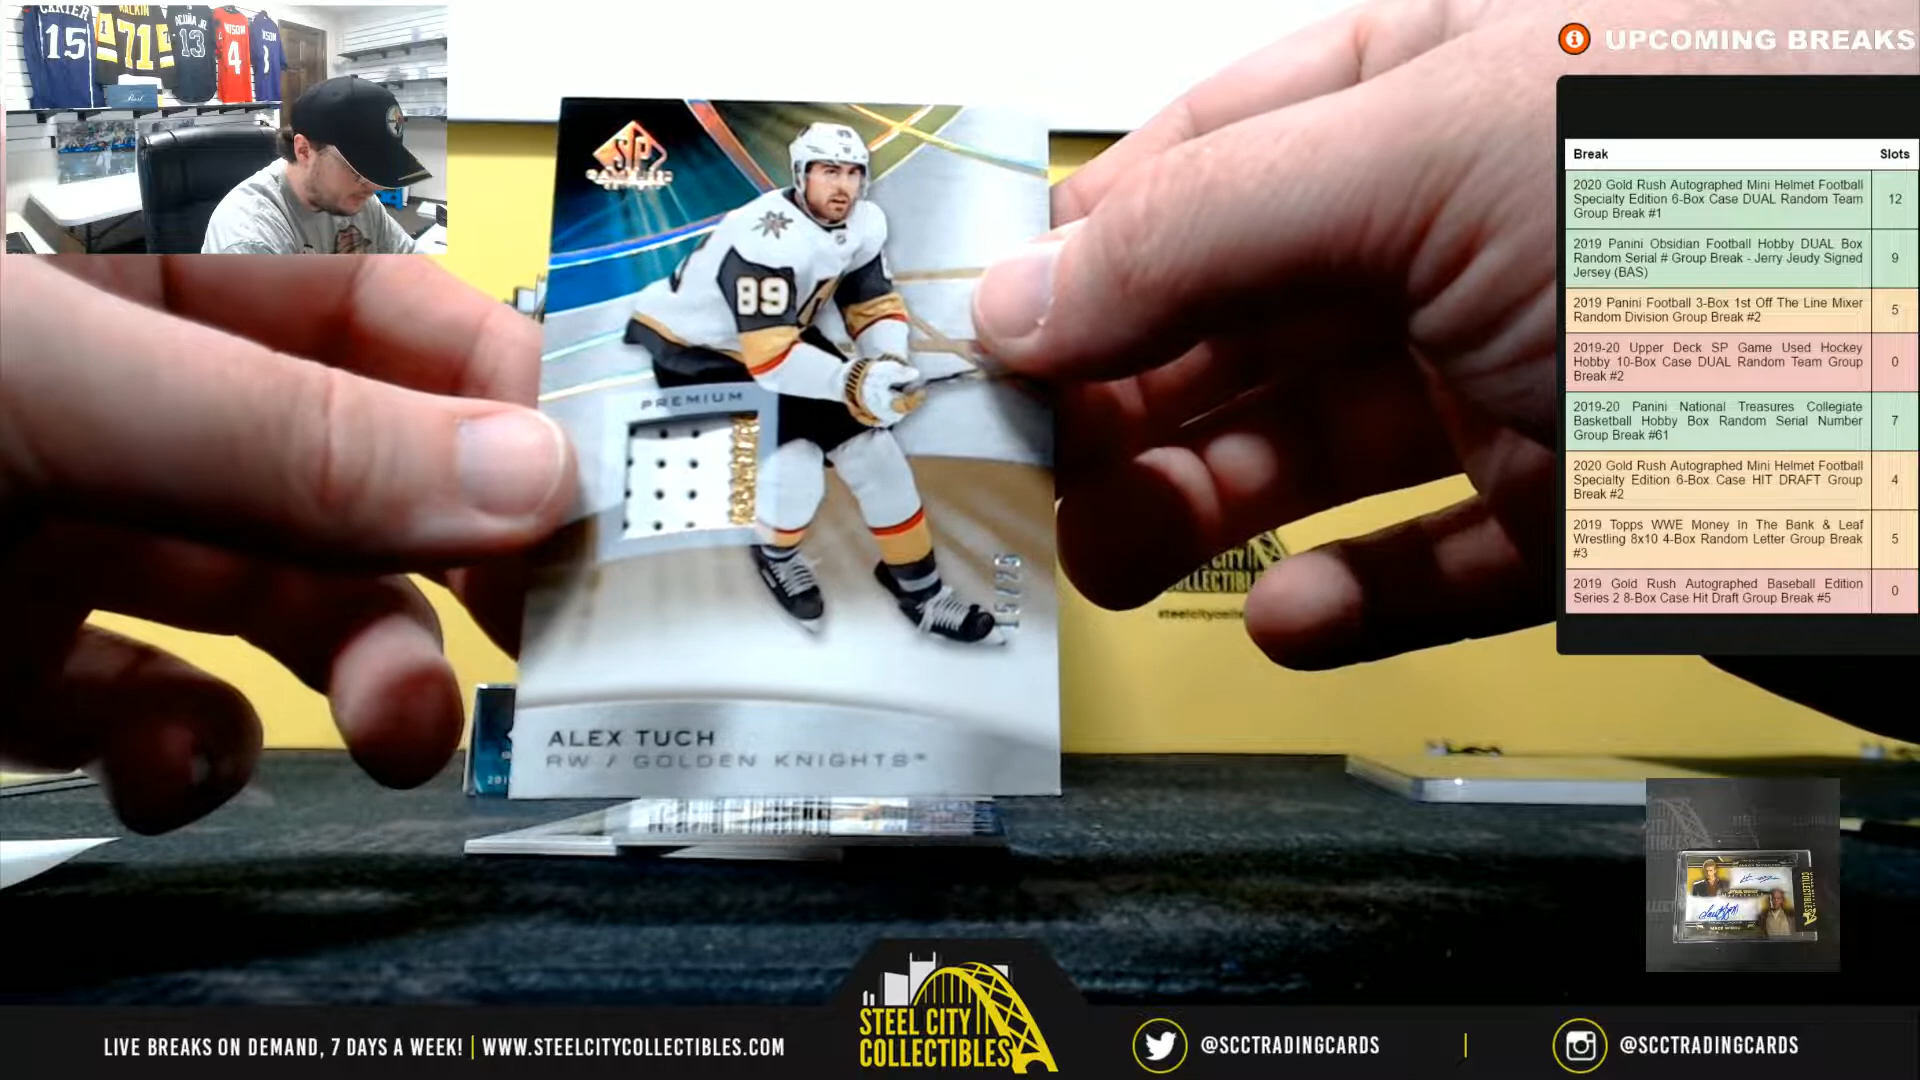 CARTER
15
71
ACUÑA JR
13
4
UPCOMING BREAKS
Break Slots
2020 Gold Rush Autographed Mini Helmet Football
Specialty Edition 6-Box Case DUAL Random Team
Group Break #1
12
2019 Panini Obsidian Football Hobby DUAL Box
Random Serial # Group Break - Jerry Jeudy Signed
Jersey (BAS)
9
2019 Panini Football 3-Box 1st Off The Line Mixer
Random Division Group Break #2
5
2019-20 Upper Deck SP Game Used Hockey
Hobby 10-Box Case DUAL Random Team Group
Break #2
0
2019-20 Panini National Treasures Collegiate
Basketball Hobby Box Random Serial Number
Group Break #61
7
2020 Gold Rush Autographed Mini Helmet Football
Specialty Edition 6-Box Case HIT DRAFT Group
Break #2
4
2019 Topps WWE Money In The Bank & Leaf
Wrestling 8x10 4-Box Random Letter Group Break
#3
5
2019 Gold Rush Autographed Baseball Edition
Series 2 8-Box Case Hit Draft Group Break #5
0
SP
89
PREMIUM
15/25
ALEX TUCH
RW / GOLDEN KNIGHTS™
LIVE BREAKS ON DEMAND, 7 DAYS A WEEK! | WWW.STEELCITYCOLLECTIBLES.COM
STEEL CITY
COLLECTIBLES
@SCCTRADINGCARDS
@SCCTRADINGCARDS